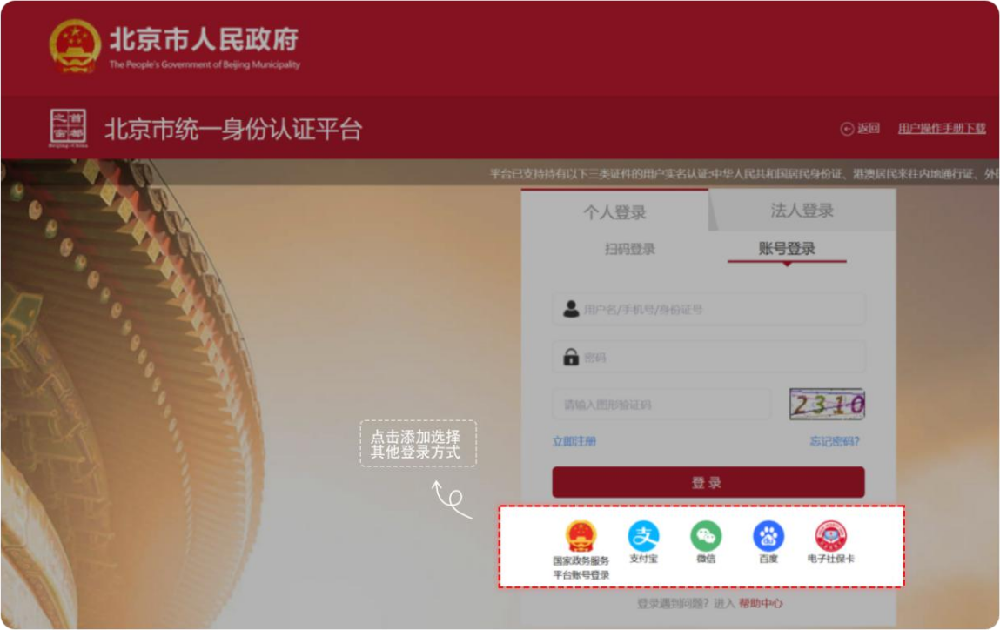 北京市人民政府
The People's Government of Beijing Municipality
首都之窗
Beijing-China
北京市统一身份认证平台
返回
用户操作手册下载
平台已支持持有以下三类证件的用户实名认证:中华人民共和国居民身份证、港澳居民来往内地通行证、外
个人登录
法人登录
扫码登录
账号登录
用户名/手机号/身份证号
密码
请输入图形验证码
2310
立即注册
忘记密码?
登录
点击添加选择
其他登录方式
国家政务服务
平台账号登录
支付宝
微信
百度
电子社保卡
登录遇到问题? 进入 帮助中心